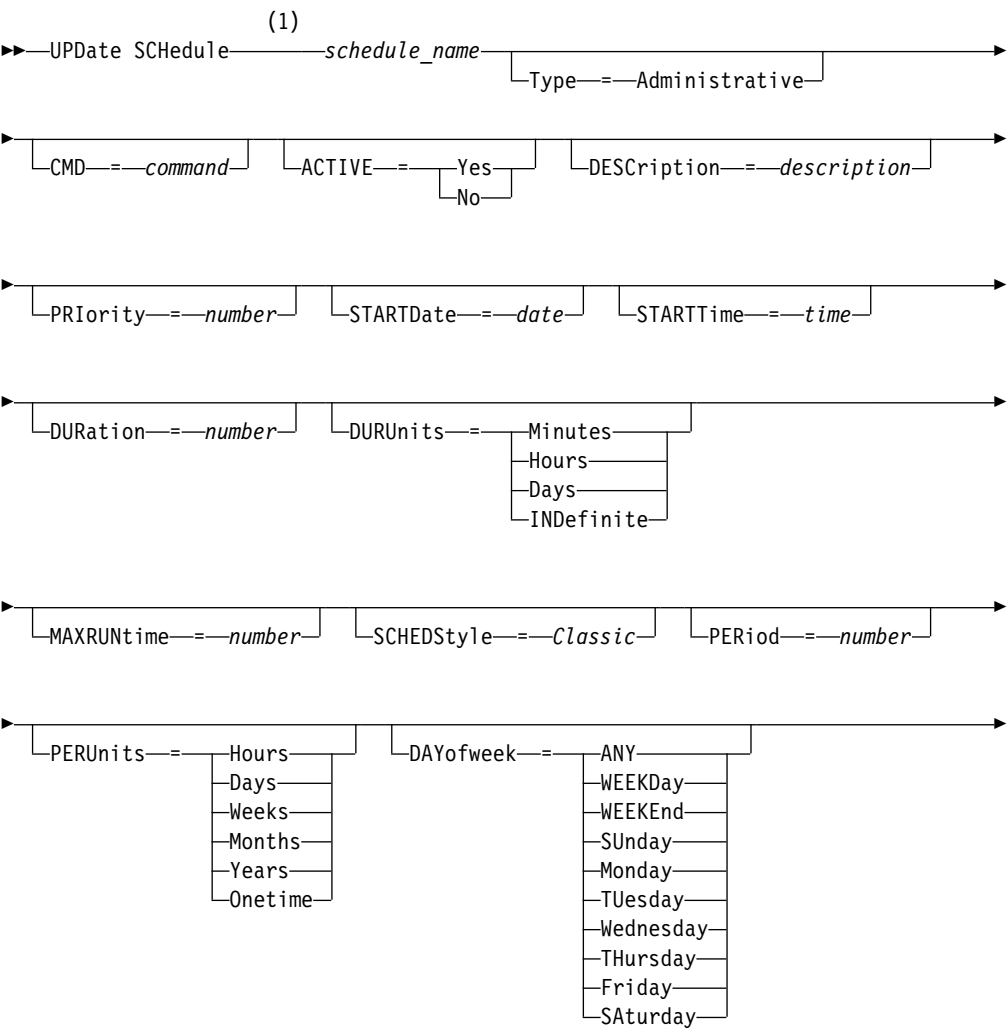 (1)
UPDate SCHedule schedule_name
Type = Administrative
CMD = command ACTIVE = Yes DESCription = description
No
PRIority = number STARTDate = date STARTTime = time
DURation = number DURUnits = Minutes
Hours
Days
INDefinite
MAXRUNtime = number SCHEDStyle = Classic PERiod = number
PERUnits = Hours DAYofweek = ANY
Days WEEKDay
Weeks WEEKEnd
Months SUnday
Years Monday
Onetime TUesday
Wednesday
THursday
Friday
SAturday